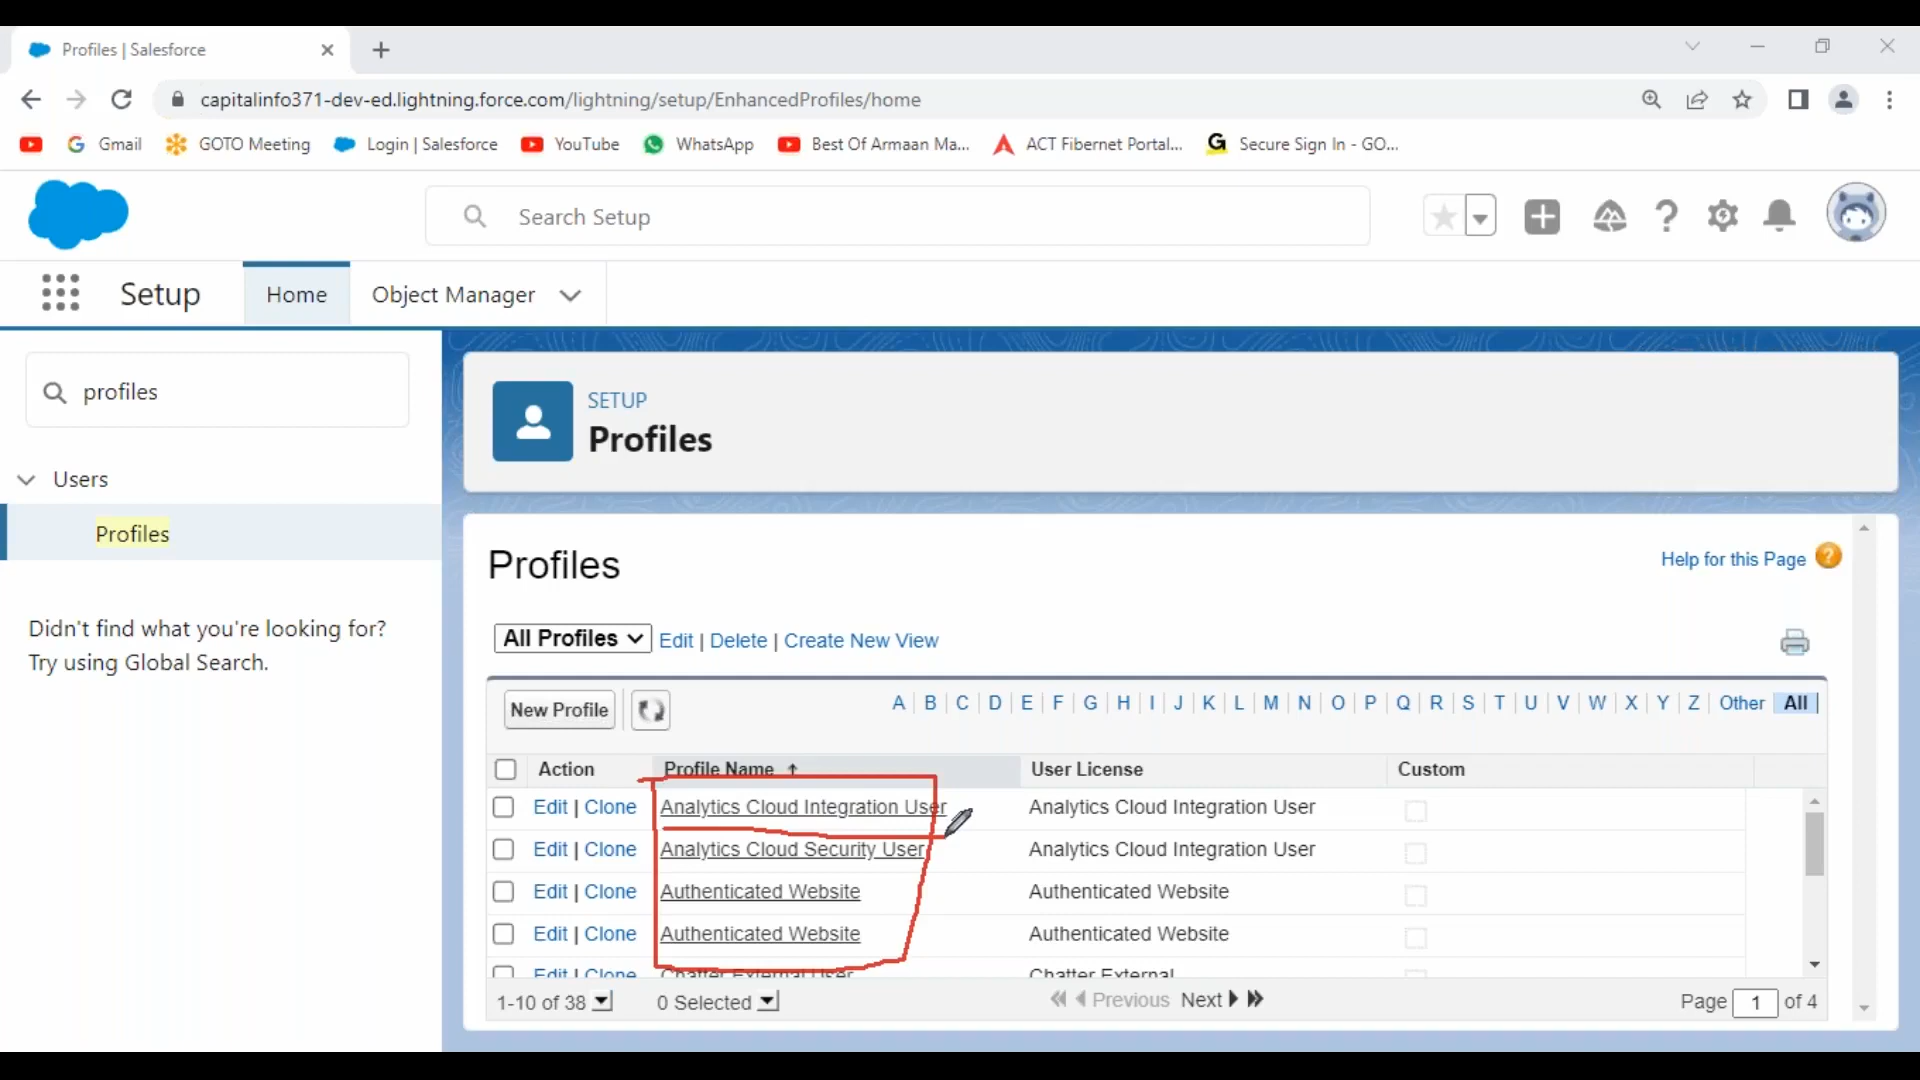 Profiles | Salesforce
capitalinfo371-dev-ed.lightning.force.com/lightning/setup/EnhancedProfiles/home
Gmail GOTO Meeting Login | Salesforce YouTube WhatsApp Best Of Armaan Ma... ACT Fibernet Portal... Secure Sign In - GO...
Search Setup
Setup Home Object Manager
profiles
Users
Profiles
Didn't find what you're looking for?
Try using Global Search.
SETUP
Profiles
Profiles
Help for this Page ?
All Profiles Edit | Delete | Create New View
New Profile A | B | C | D | E | F | G | H | I | J | K | L | M | N | O | P | Q | R | S | T | U | V | W | X | Y | Z | Other | All
Action Profile Name ↑ User License Custom
Edit | Clone Analytics Cloud Integration User Analytics Cloud Integration User
Edit | Clone Analytics Cloud Security User Analytics Cloud Integration User
Edit | Clone Authenticated Website Authenticated Website
Edit | Clone Authenticated Website Authenticated Website
Edit | Clone Chatter External User Chatter External
1-10 of 38 0 Selected Previous Next Page 1 of 4